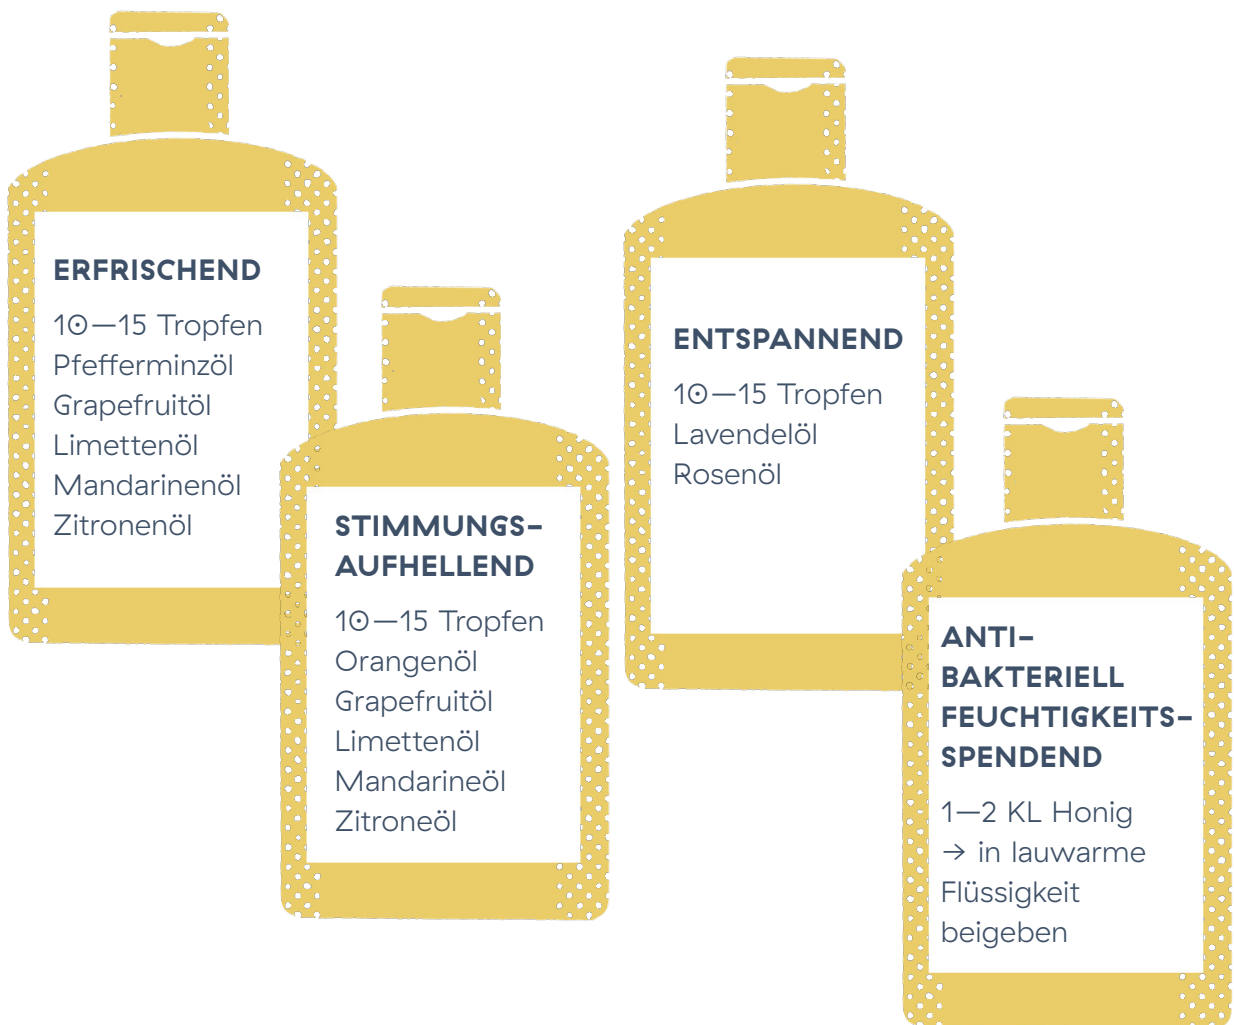 ERFRISCHEND
10—15 Tropfen
Pfefferminzöl
Grapefruitöl
Limettenöl
Mandarinenöl
Zitronenöl
STIMMUNGS-
AUFHELLEND
10—15 Tropfen
Orangenöl
Grapefruitöl
Limettenöl
Mandarineöl
Zitroneöl
ENTSPANNEND
10—15 Tropfen
Lavendelöl
Rosenöl
ANTI-
BAKTERIELL
FEUCHTIGKEITS-
SPENDEND
1—2 KL Honig
→ in lauwarme
Flüssigkeit
beigeben